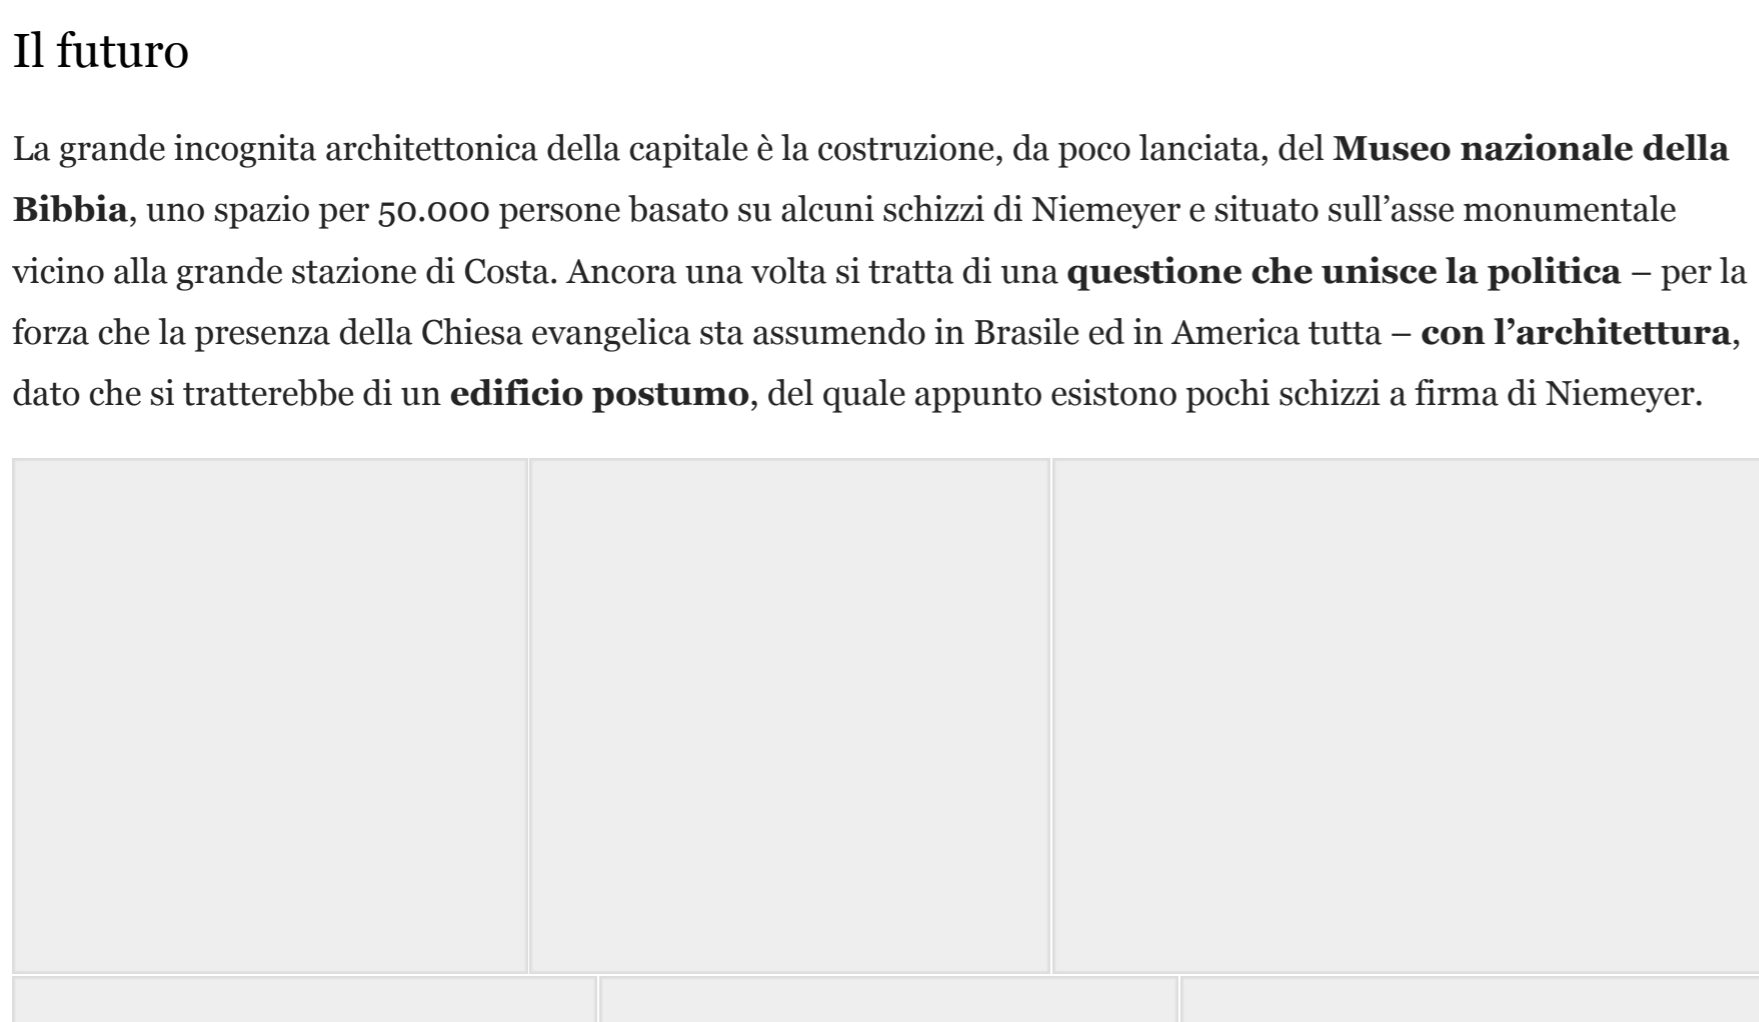 Il futuro
La grande incognita architettonica della capitale è la costruzione, da poco lanciata, del Museo nazionale della
Bibbia, uno spazio per 50.000 persone basato su alcuni schizzi di Niemeyer e situato sull’asse monumentale
vicino alla grande stazione di Costa. Ancora una volta si tratta di una questione che unisce la politica – per la
forza che la presenza della Chiesa evangelica sta assumendo in Brasile ed in America tutta – con l’architettura,
dato che si tratterebbe di un edificio postumo, del quale appunto esistono pochi schizzi a firma di Niemeyer.